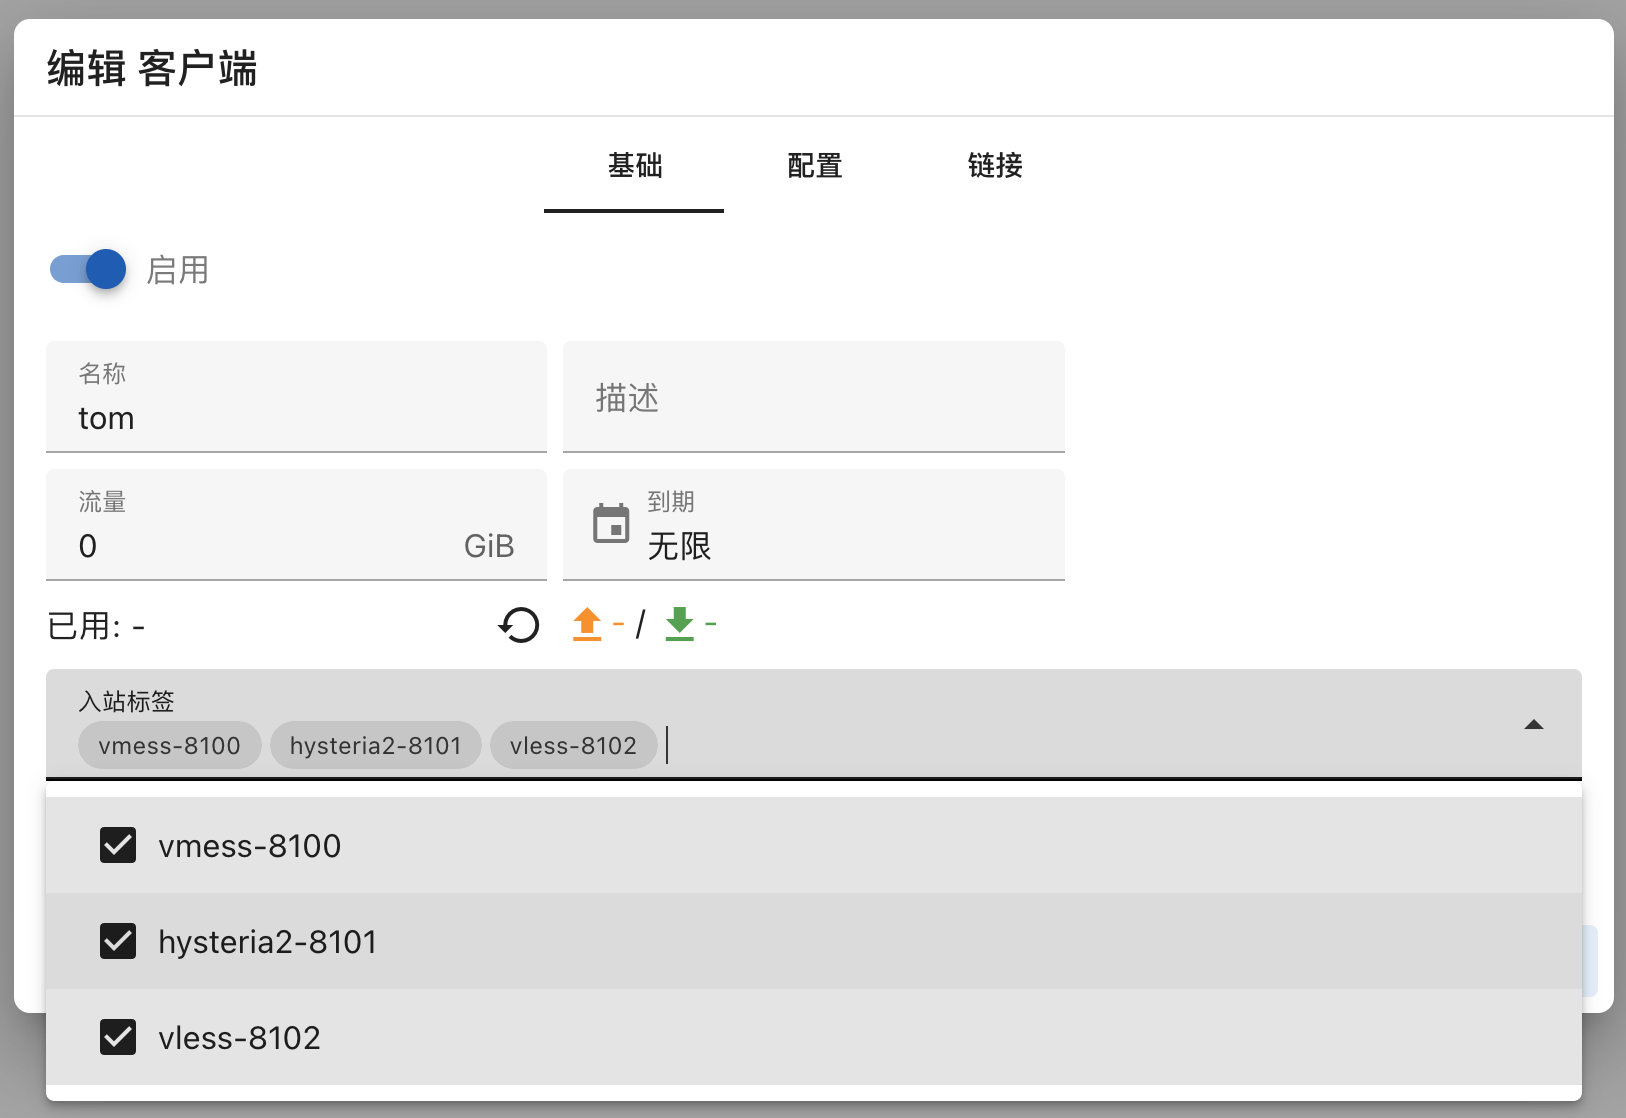 编辑 客户端
基础 配置 链接
启用
名称
tom
描述
流量
0 GiB
到期
无限
已用: -
- / -
入站标签
vmess-8100 hysteria2-8101 vless-8102
vmess-8100
hysteria2-8101
vless-8102